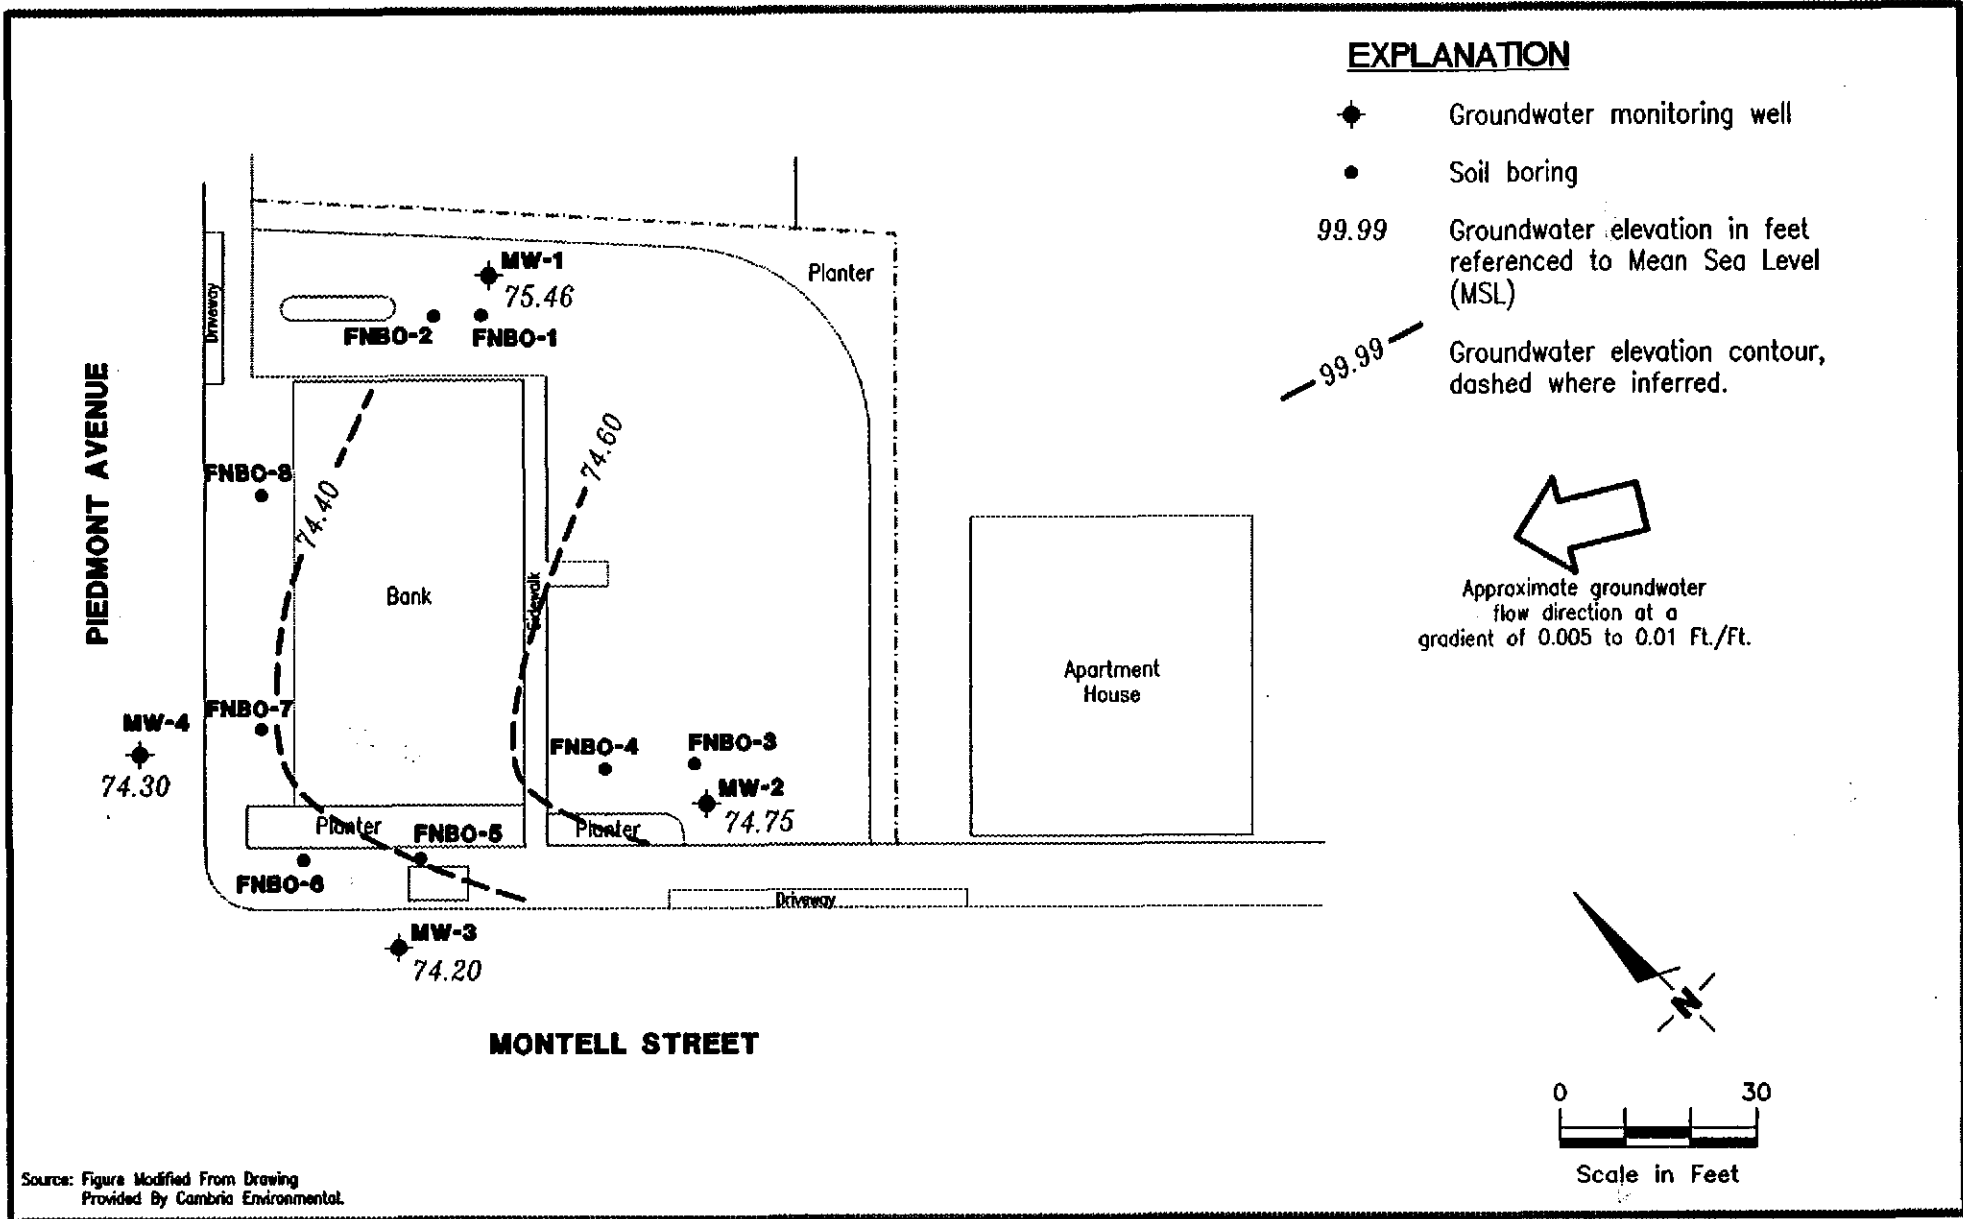 EXPLANATION
Groundwater monitoring well
Soil boring
99.99
Groundwater elevation in feet
referenced to Mean Sea Level
(MSL)
99.99
Groundwater elevation contour,
dashed where inferred.
Approximate groundwater
flow direction at a
gradient of 0.005 to 0.01 Ft./Ft.
Planter
MW-1
75.46
Driveway
FNBO-2
FNBO-1
PIEDMONT AVENUE
FNBO-8
74.40
74.60
Bank
Sidewalk
Apartment
House
MW-4
74.30
FNBO-7
FNBO-4
FNBO-3
MW-2
74.75
Planter
FNBO-5
Planter
FNBO-6
Driveway
MW-3
74.20
MONTELL STREET
N
0
30
Scale in Feet
Source: Figure Modified From Drawing
Provided By Cambria Environmental.